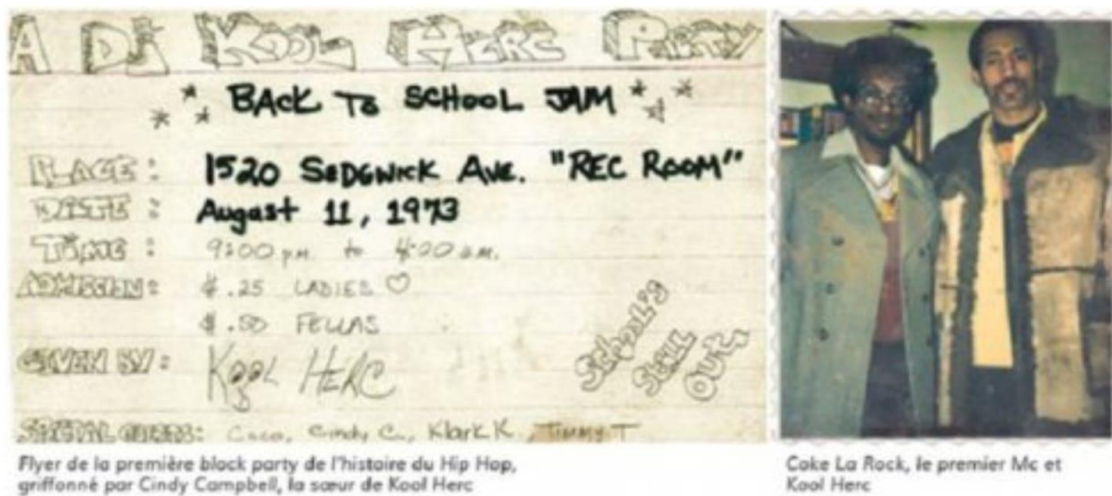 A DJ KOOL HERC PARTY
BACK TO SCHOOL JAM
PLACE: 1520 SEDGWICK AVE. "REC ROOM"
DATE: August 11, 1973
TIME: 9:00 p.m. to 4:00 a.m.
ADMISSION: $.25 LADIES ♡
$.50 FELLAS
GIVEN BY: KOOL HERC
School's
STILL
OUT,
SPECIAL GUESTS: Coco, Cindy C., Klark K., TIMMY T
Flyer de la première block party de l'histoire du Hip Hop,
griffonné par Cindy Campbell, la sœur de Kool Herc
Coke La Rock, le premier Mc et
Kool Herc